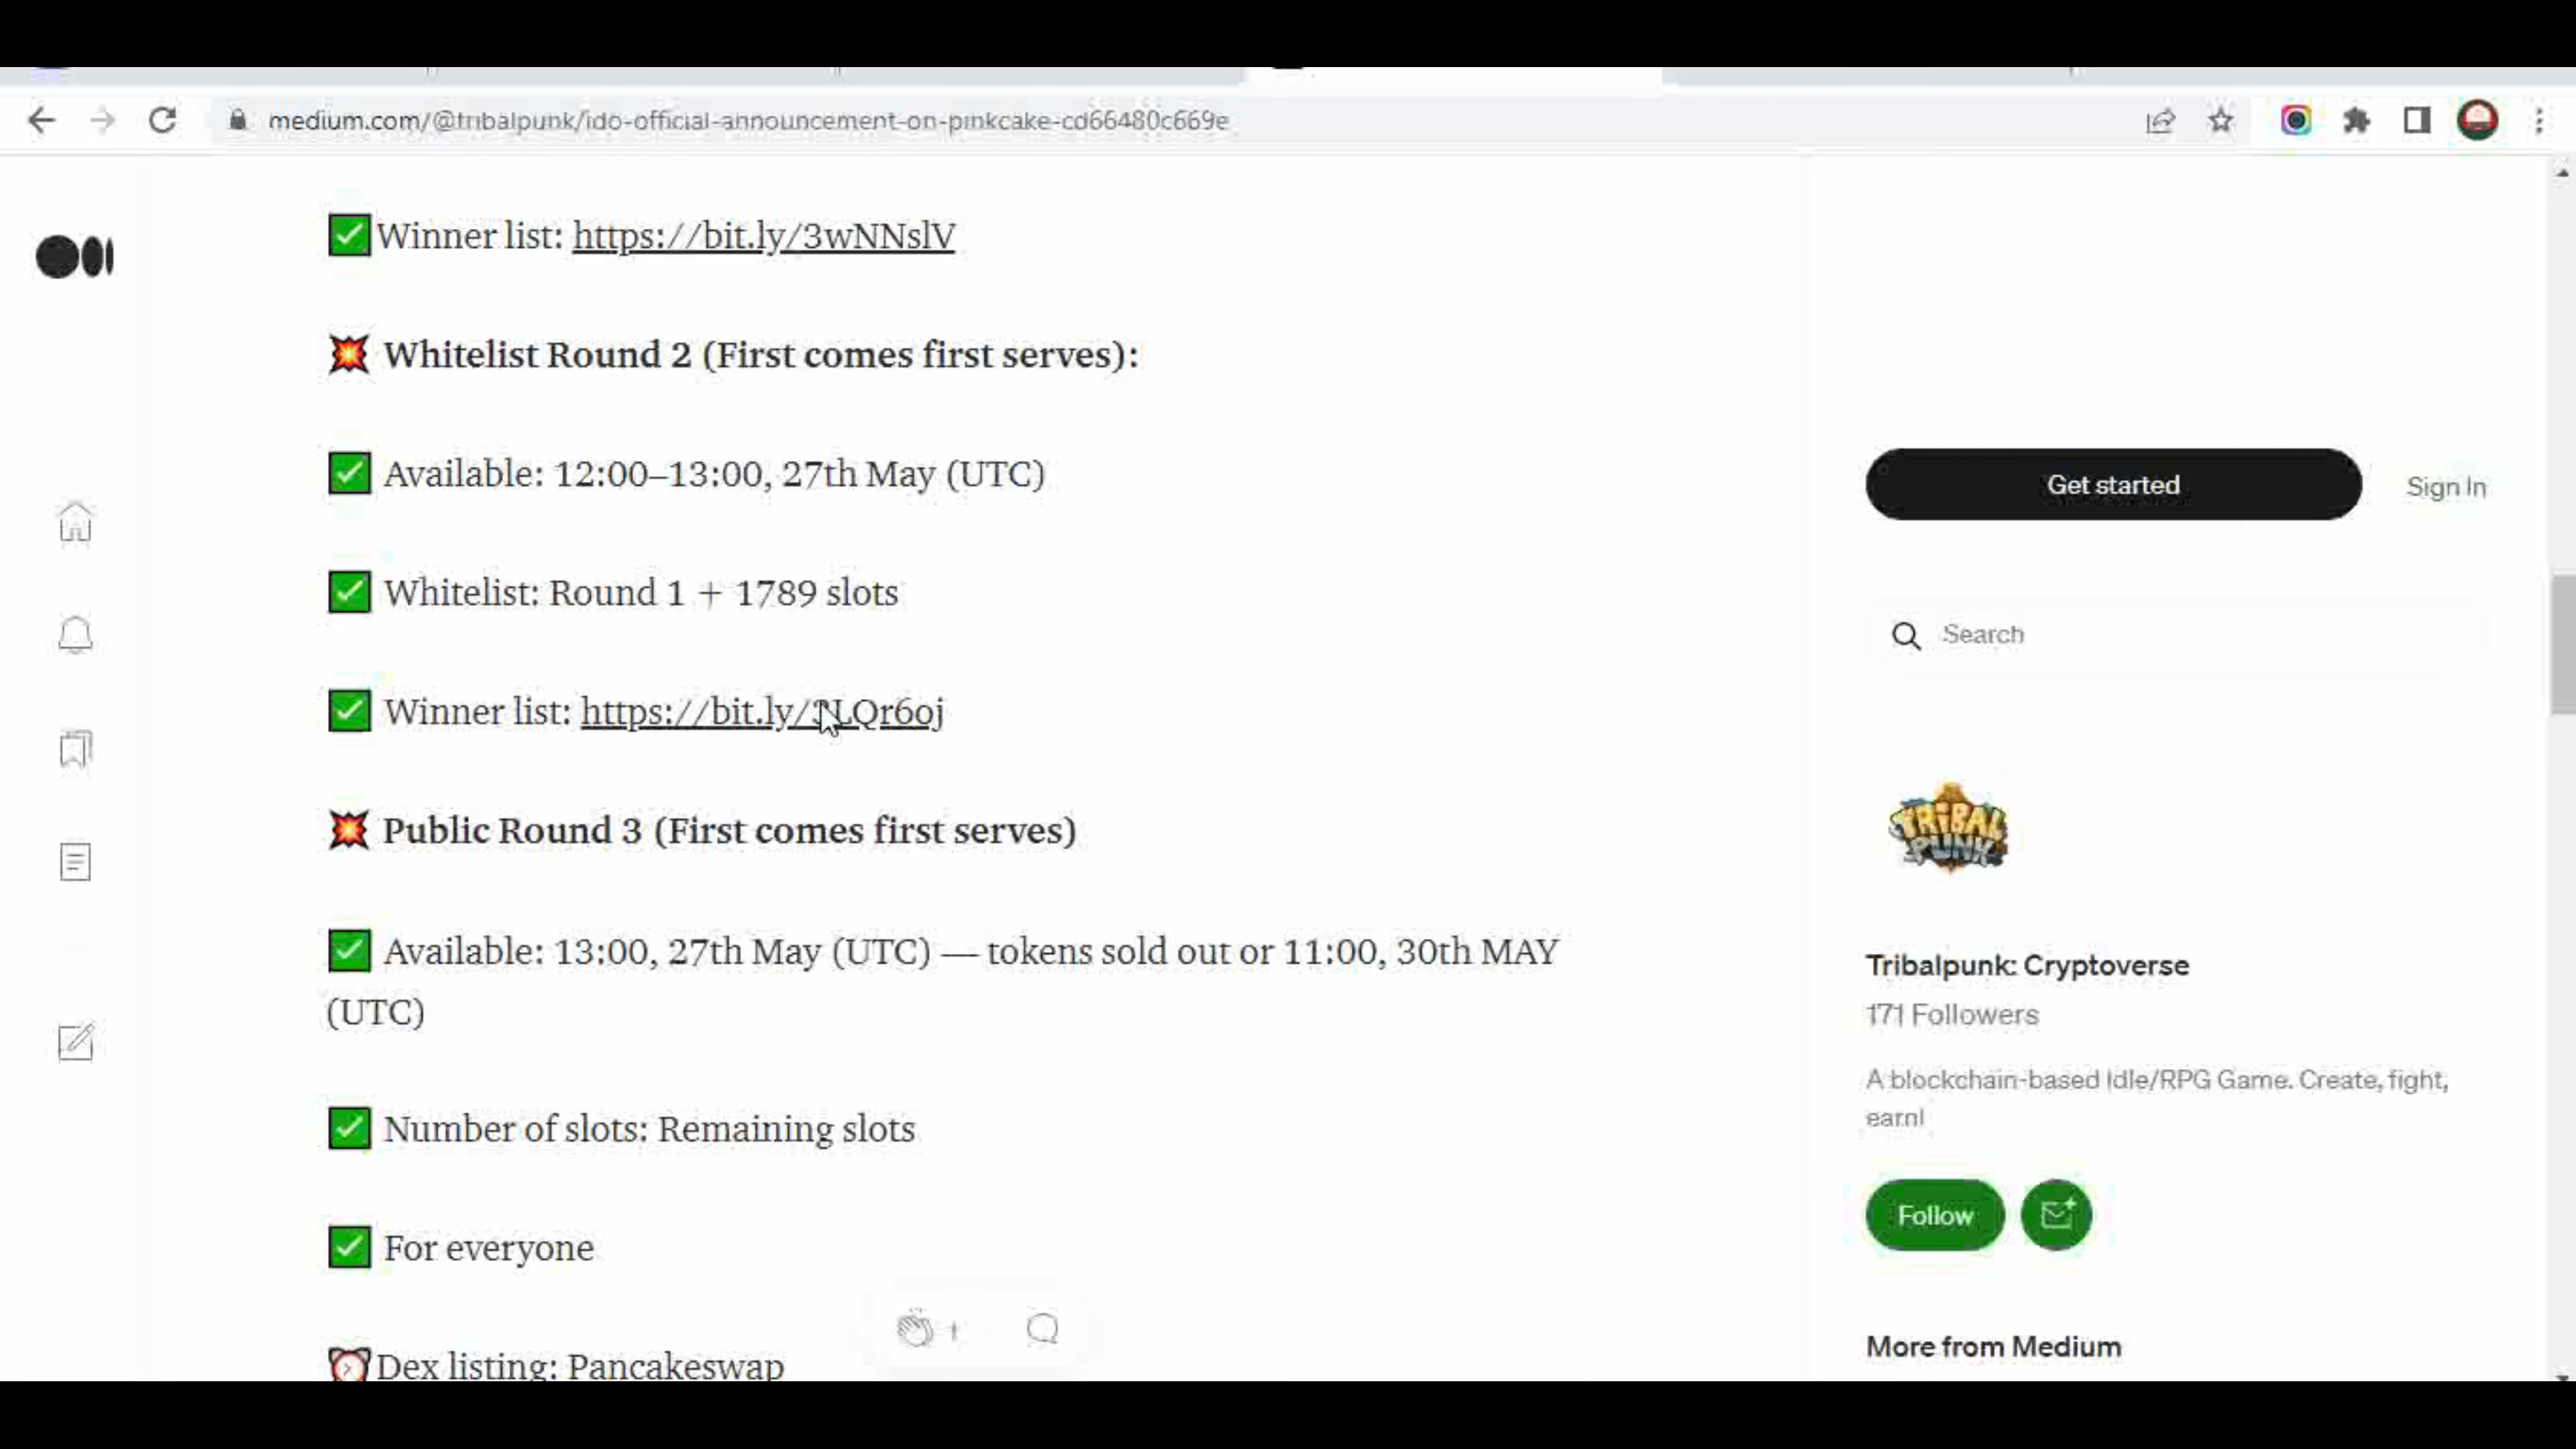 medium.com/@tribalpunk/ido-official-announcement-on-pinkcake-cd66480c669e
✅Winner list: https://bit.ly/3wNNslV
💥 Whitelist Round 2 (First comes first serves):
✅ Available: 12:00–13:00, 27th May (UTC)
✅ Whitelist: Round 1 + 1789 slots
✅ Winner list:
💥 Public Round 3 (First comes first serves)
✅ Available: 13:00, 27th May (UTC) — tokens sold out or 11:00, 30th MAY
(UTC)
✅ Number of slots: Remaining slots
✅ For everyone
⏰Dex listing: Pancakeswap
1
Get started
Sign In
Search
TRIBAL
PUNK
Tribalpunk: Cryptoverse
171 Followers
A blockchain-based Idle/RPG Game. Create, fight,
earn!
Follow
More from Medium